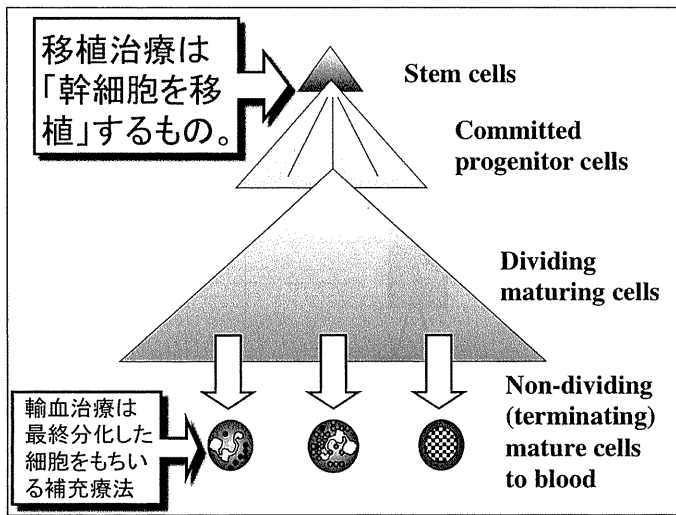 移植治療は
「幹細胞を移
植」するもの。
Stem cells
Committed
progenitor cells
Dividing
maturing cells
Non-dividing
(terminating)
mature cells
to blood
輸血治療は
最終分化した
細胞をもちい
る補充療法